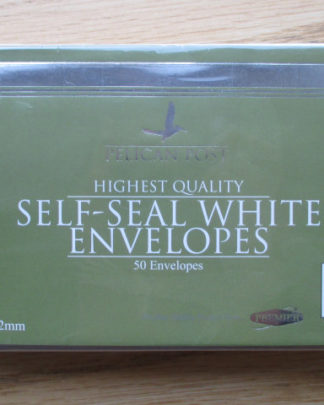 PELICAN POST
HIGHEST QUALITY
SELF-SEAL WHITE
ENVELOPES
50 Envelopes
2mm
PREMIER